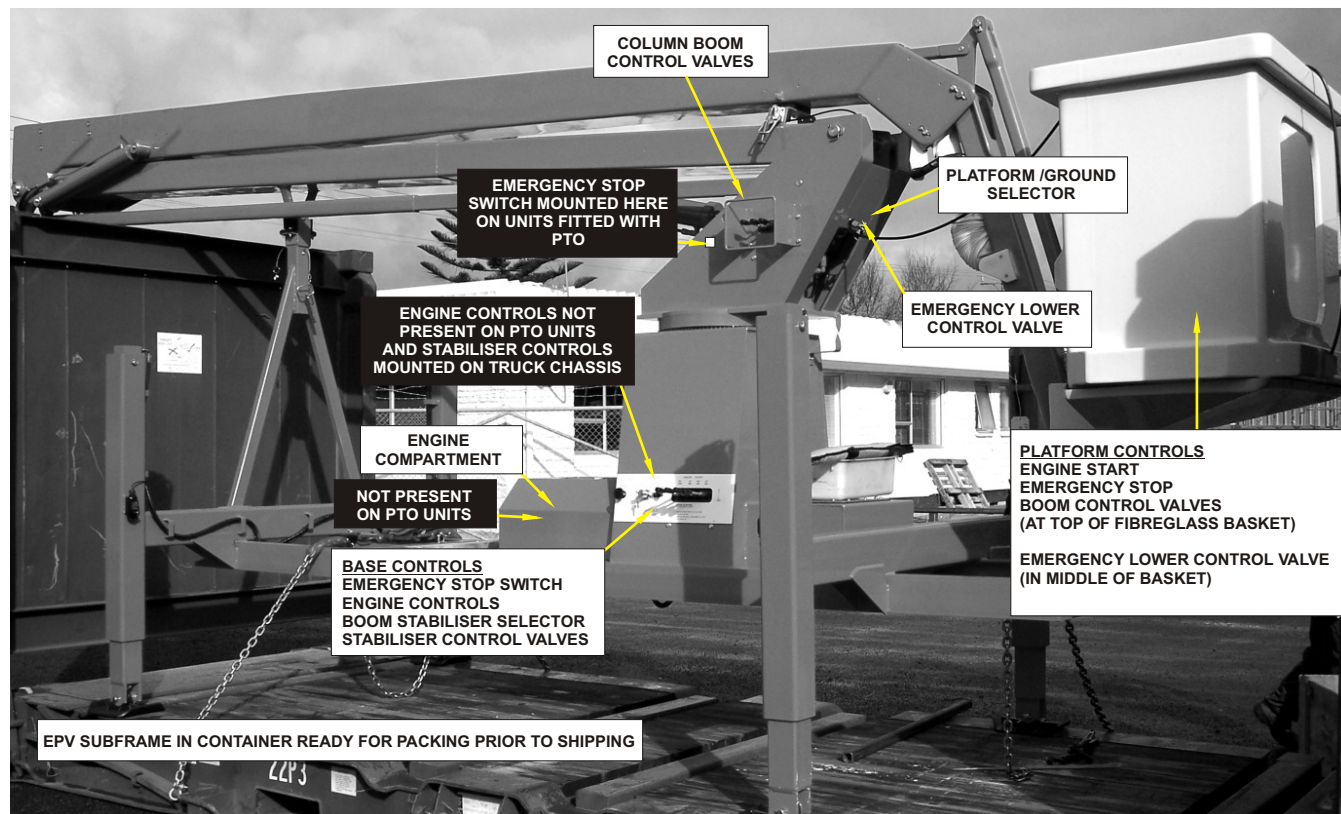 COLUMN BOOM
CONTROL VALVES
EMERGENCY STOP
SWITCH MOUNTED HERE
ON UNITS FITTED WITH
PTO
PLATFORM /GROUND
SELECTOR
ENGINE CONTROLS NOT
PRESENT ON PTO UNITS
AND STABILISER CONTROLS
MOUNTED ON TRUCK CHASSIS
EMERGENCY LOWER
CONTROL VALVE
ENGINE
COMPARTMENT
NOT PRESENT
ON PTO UNITS
BASE CONTROLS
EMERGENCY STOP SWITCH
ENGINE CONTROLS
BOOM STABILISER SELECTOR
STABILISER CONTROL VALVES
PLATFORM CONTROLS
ENGINE START
EMERGENCY STOP
BOOM CONTROL VALVES
(AT TOP OF FIBREGLASS BASKET)
EMERGENCY LOWER CONTROL VALVE
(IN MIDDLE OF BASKET)
EPV SUBFRAME IN CONTAINER READY FOR PACKING PRIOR TO SHIPPING
22P3